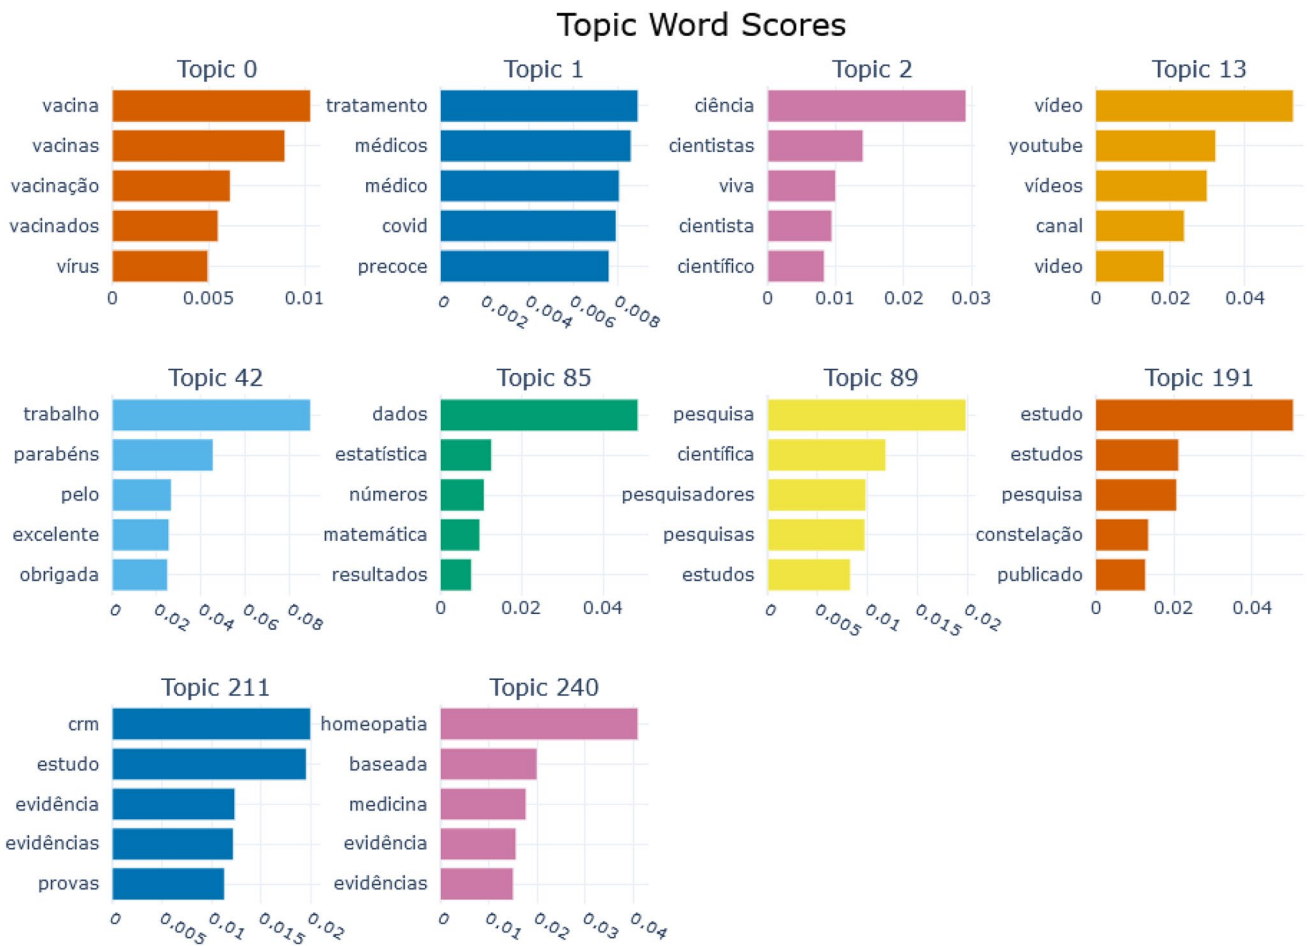 Topic Word Scores
Topic 0
vacina
vacinas
vacinação
vacinados
vírus
0 0.005 0.01
Topic 1
tratamento
médicos
médico
covid
precoce
0 0.002 0.004 0.006 0.008
Topic 2
ciência
cientistas
viva
cientista
científico
0 0.01 0.02 0.03
Topic 13
vídeo
youtube
vídeos
canal
video
0 0.02 0.04
Topic 42
trabalho
parabéns
pelo
excelente
obrigada
0 0.02 0.04 0.06 0.08
Topic 85
dados
estatística
números
matemática
resultados
0 0.02 0.04
Topic 89
pesquisa
científica
pesquisadores
pesquisas
estudos
0 0.005 0.01 0.015 0.02
Topic 191
estudo
estudos
pesquisa
constelação
publicado
0 0.02 0.04
Topic 211
crm
estudo
evidência
evidências
provas
0 0.005 0.01 0.015 0.02
Topic 240
homeopatia
baseada
medicina
evidência
evidências
0 0.01 0.02 0.03 0.04